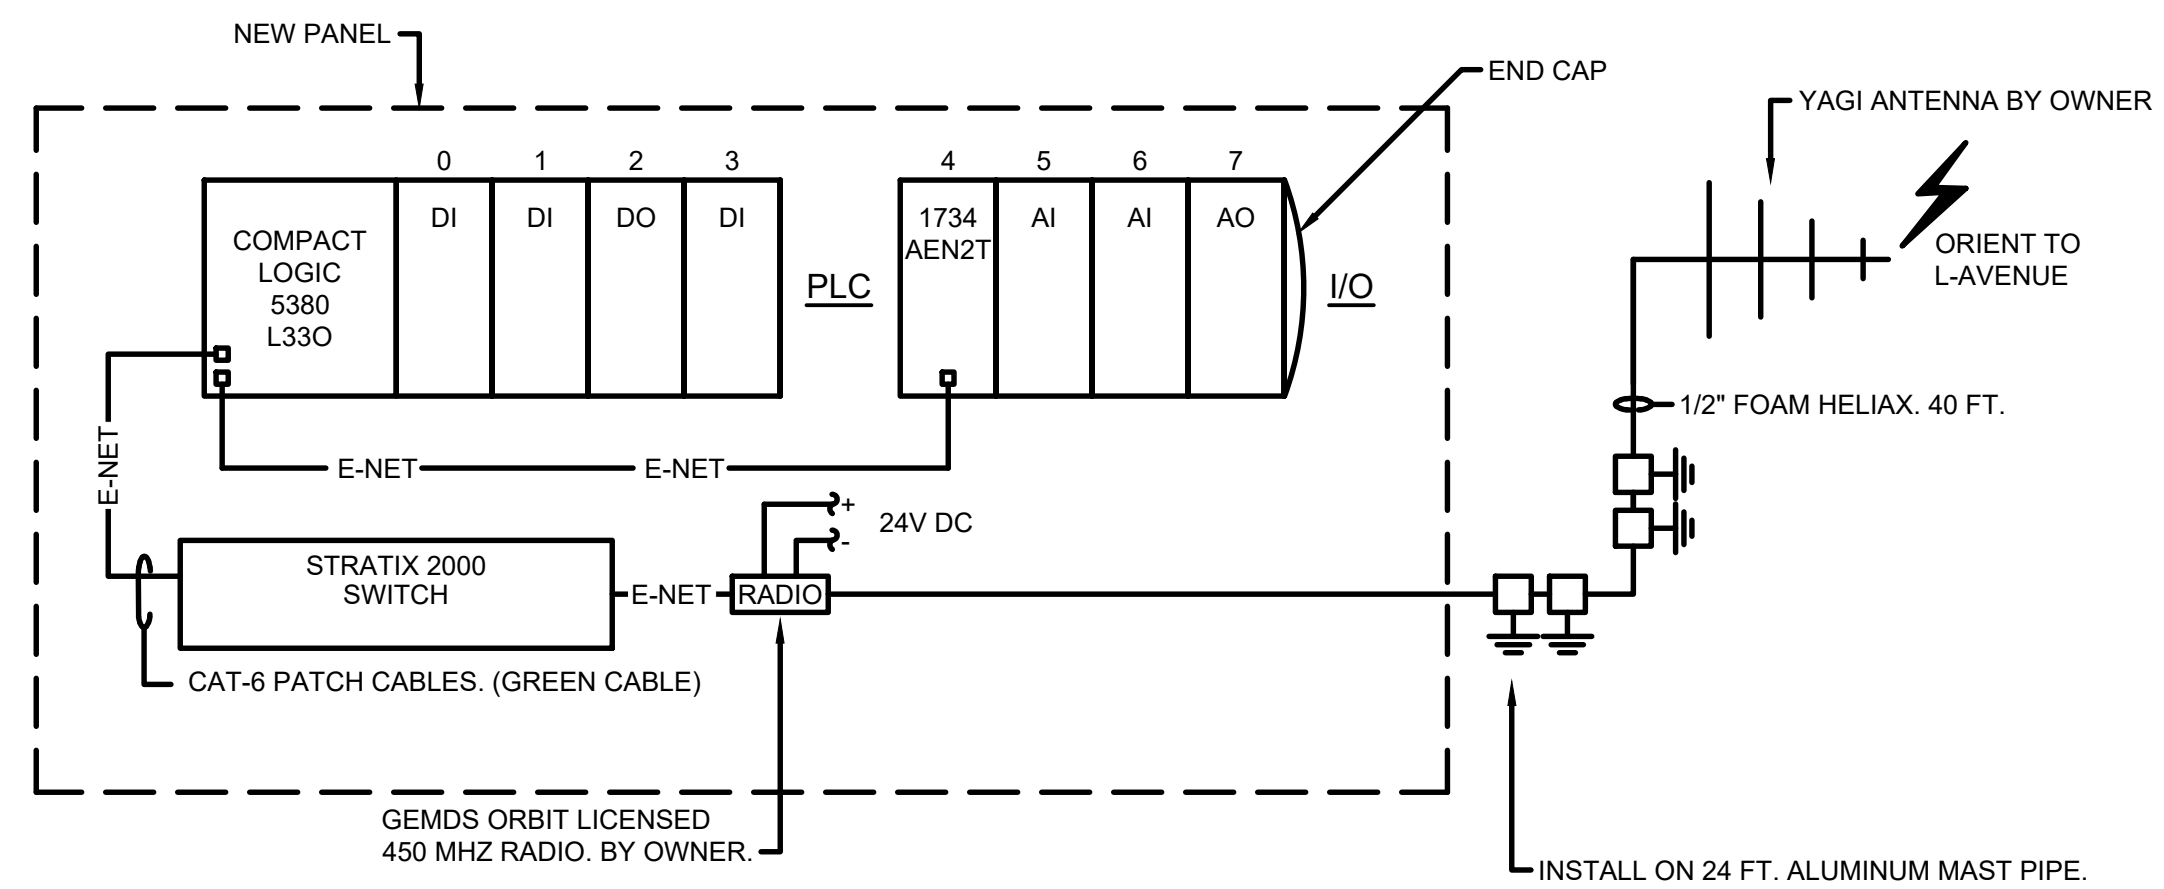 NEW PANEL
END CAP
YAGI ANTENNA BY OWNER
0 1 2 3 4 5 6 7
DI DI DO DI 1734 AI AI AO
AEN2T
COMPACT
LOGIC
5380
L33O
PLC
I/O
ORIENT TO
L-AVENUE
1/2" FOAM HELIAX. 40 FT.
E-NET
E-NET E-NET
+
-
24V DC
STRATIX 2000
SWITCH
E-NET
RADIO
CAT-6 PATCH CABLES. (GREEN CABLE)
GEMDS ORBIT LICENSED
450 MHZ RADIO. BY OWNER.
INSTALL ON 24 FT. ALUMINUM MAST PIPE.